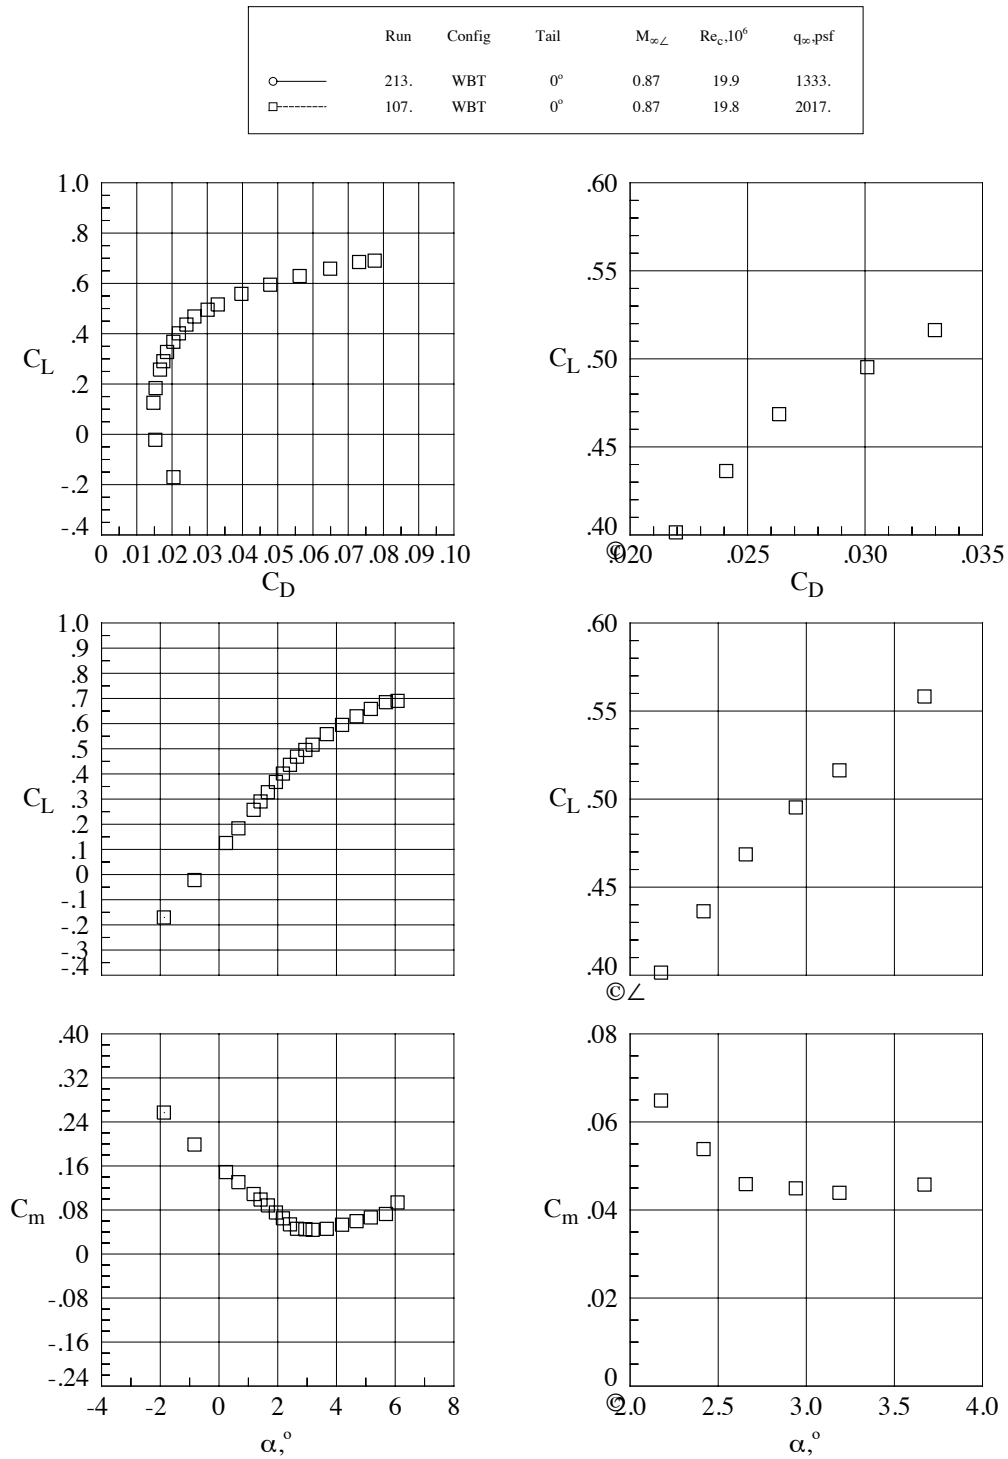 Run Config Tail M∞∠ Rec,10⁶ q∞,psf
213. WBT 0° 0.87 19.9 1333.
107. WBT 0° 0.87 19.8 2017.
1.0
.8
.6
.4
.2
0
-.2
-.4
CL
0 .01 .02 .03 .04 .05 .06 .07 .08 .09 .10
CD
.60
.55
.50
.45
.40
CL
© .020 .025 .030 .035
CD
1.0
.9
.8
.7
.6
.5
.4
.3
.2
.1
0
-.1
-.2
-.3
-.4
CL
.60
.55
.50
.45
.40
CL
©∠
.40
.32
.24
.16
.08
0
-.08
-.16
-.24
Cm
-4 -2 0 2 4 6 8
α,°
.08
.06
.04
.02
0
Cm
© 2.0 2.5 3.0 3.5 4.0
α,°